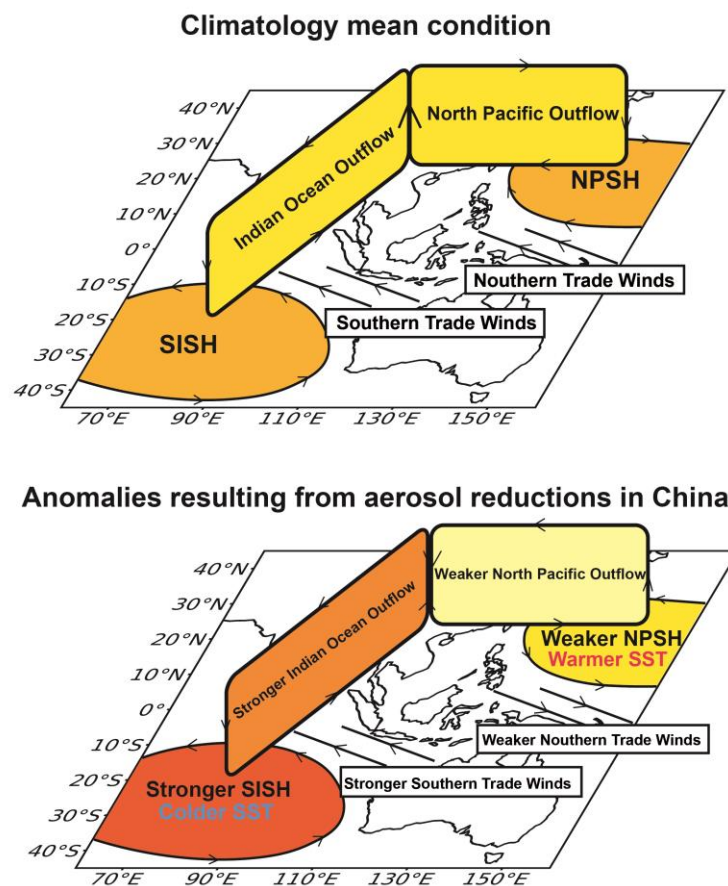 Climatology mean condition
40°N
30°N
20°N
10°N
0°
10°S
20°S
30°S
40°S
70°E
90°E
110°E
130°E
150°E
North Pacific Outflow
Indian Ocean Outflow
NPSH
Nouthern Trade Winds
Southern Trade Winds
SISH
Anomalies resulting from aerosol reductions in China
40°N
30°N
20°N
10°N
0°
10°S
20°S
30°S
40°S
70°E
90°E
110°E
130°E
150°E
Weaker North Pacific Outflow
Stronger Indian Ocean Outflow
Weaker NPSH
Warmer SST
Weaker Nouthern Trade Winds
Stronger Southern Trade Winds
Stronger SISH
Colder SST